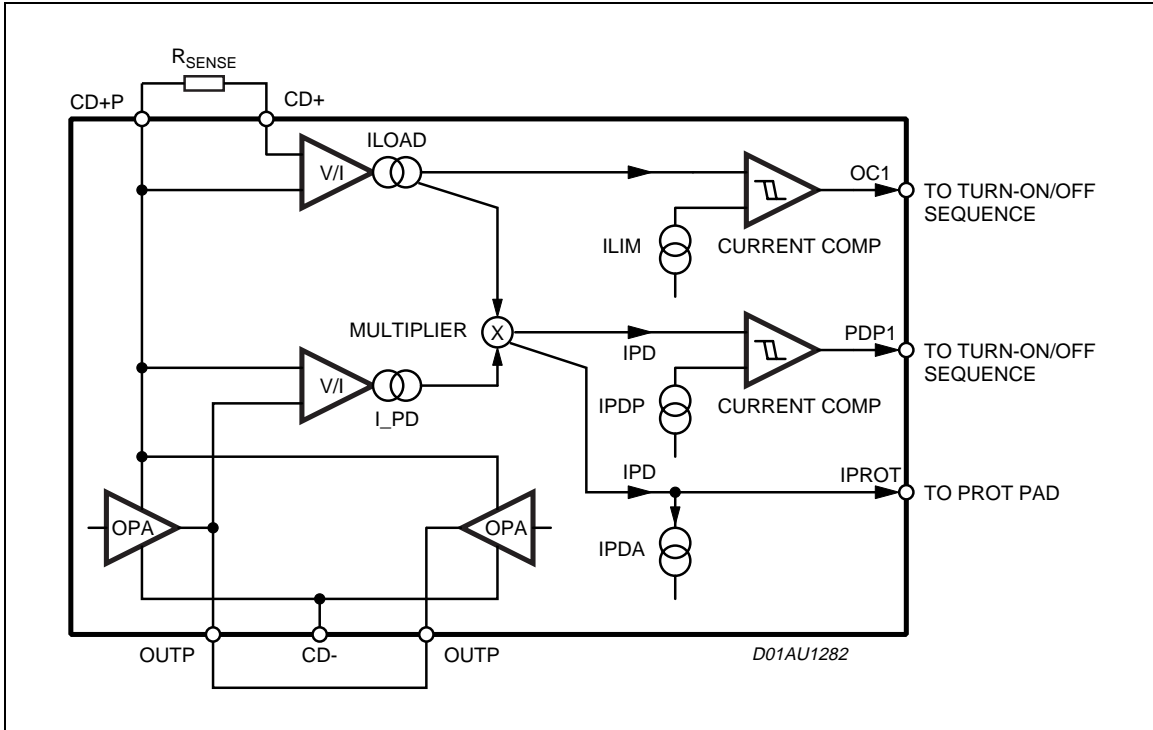 RSENSE
CD+P
CD+
ILOAD
V/I
OC1
TO TURN-ON/OFF
SEQUENCE
ILIM
CURRENT COMP
MULTIPLIER
X
IPD
PDP1
TO TURN-ON/OFF
SEQUENCE
V/I
I_PD
IPDP
CURRENT COMP
IPD
IPROT
TO PROT PAD
OPA
OPA
IPDA
OUTP
CD-
OUTP
D01AU1282